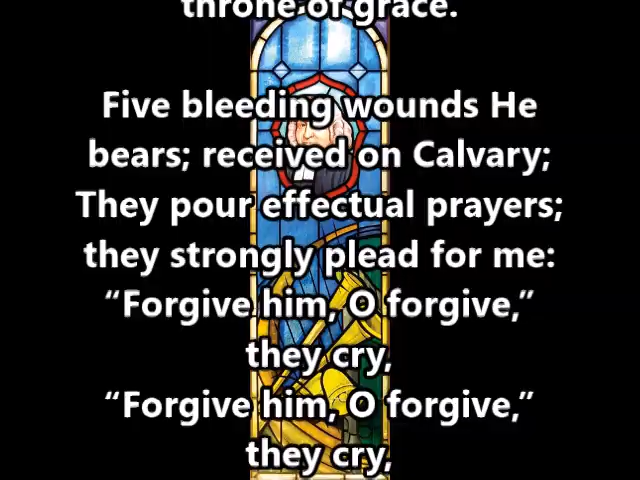 throne of grace.
Five bleeding wounds He
bears; received on Calvary;
They pour effectual prayers;
they strongly plead for me:
“Forgive him, O forgive,”
they cry,
“Forgive him, O forgive,”
they cry,